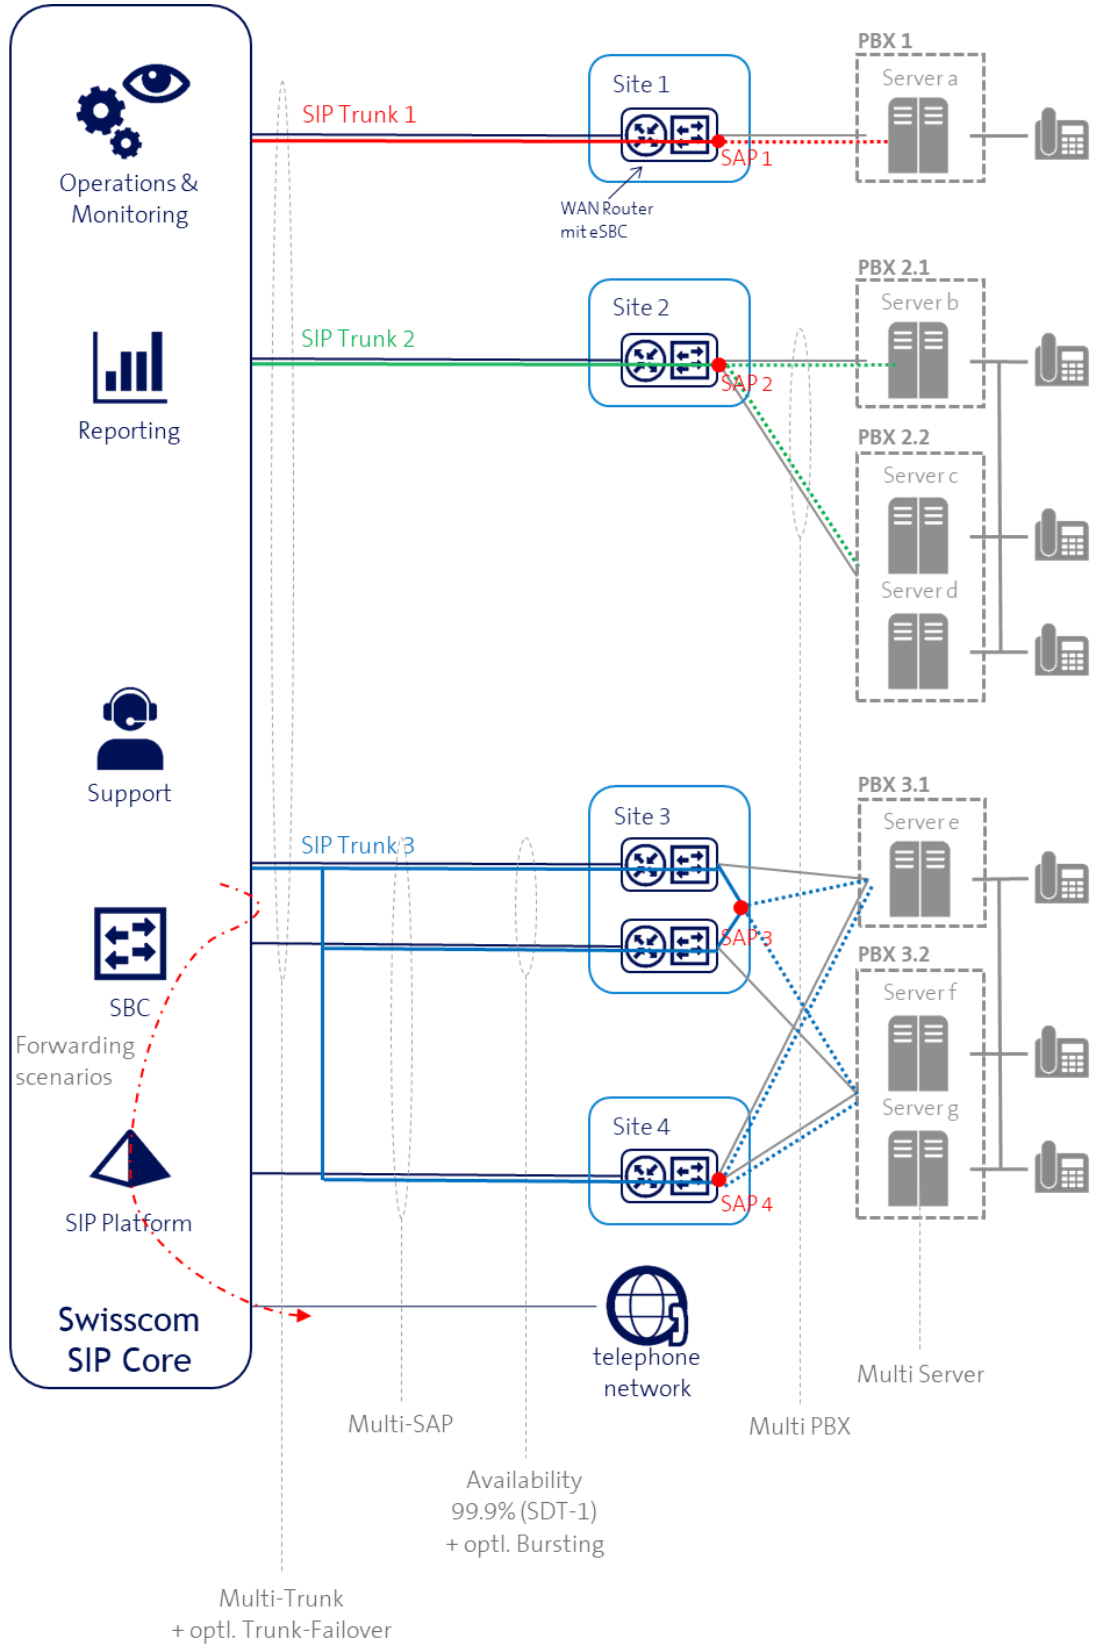 Operations &
Monitoring
Reporting
Support
SBC
Forwarding
scenarios
SIP Platform
Swisscom
SIP Core
SIP Trunk 1
Site 1
SAP 1
WAN Router
mit eSBC
PBX 1
Server a
SIP Trunk 2
Site 2
SAP 2
PBX 2.1
Server b
PBX 2.2
Server c
Server d
SIP Trunk 3
Site 3
SAP 3
PBX 3.1
Server e
PBX 3.2
Server f
Server g
Site 4
SAP 4
telephone
network
Multi Server
Multi-SAP
Multi PBX
Availability
99.9% (SDT-1)
+ optl. Bursting
Multi-Trunk
+ optl. Trunk-Failover